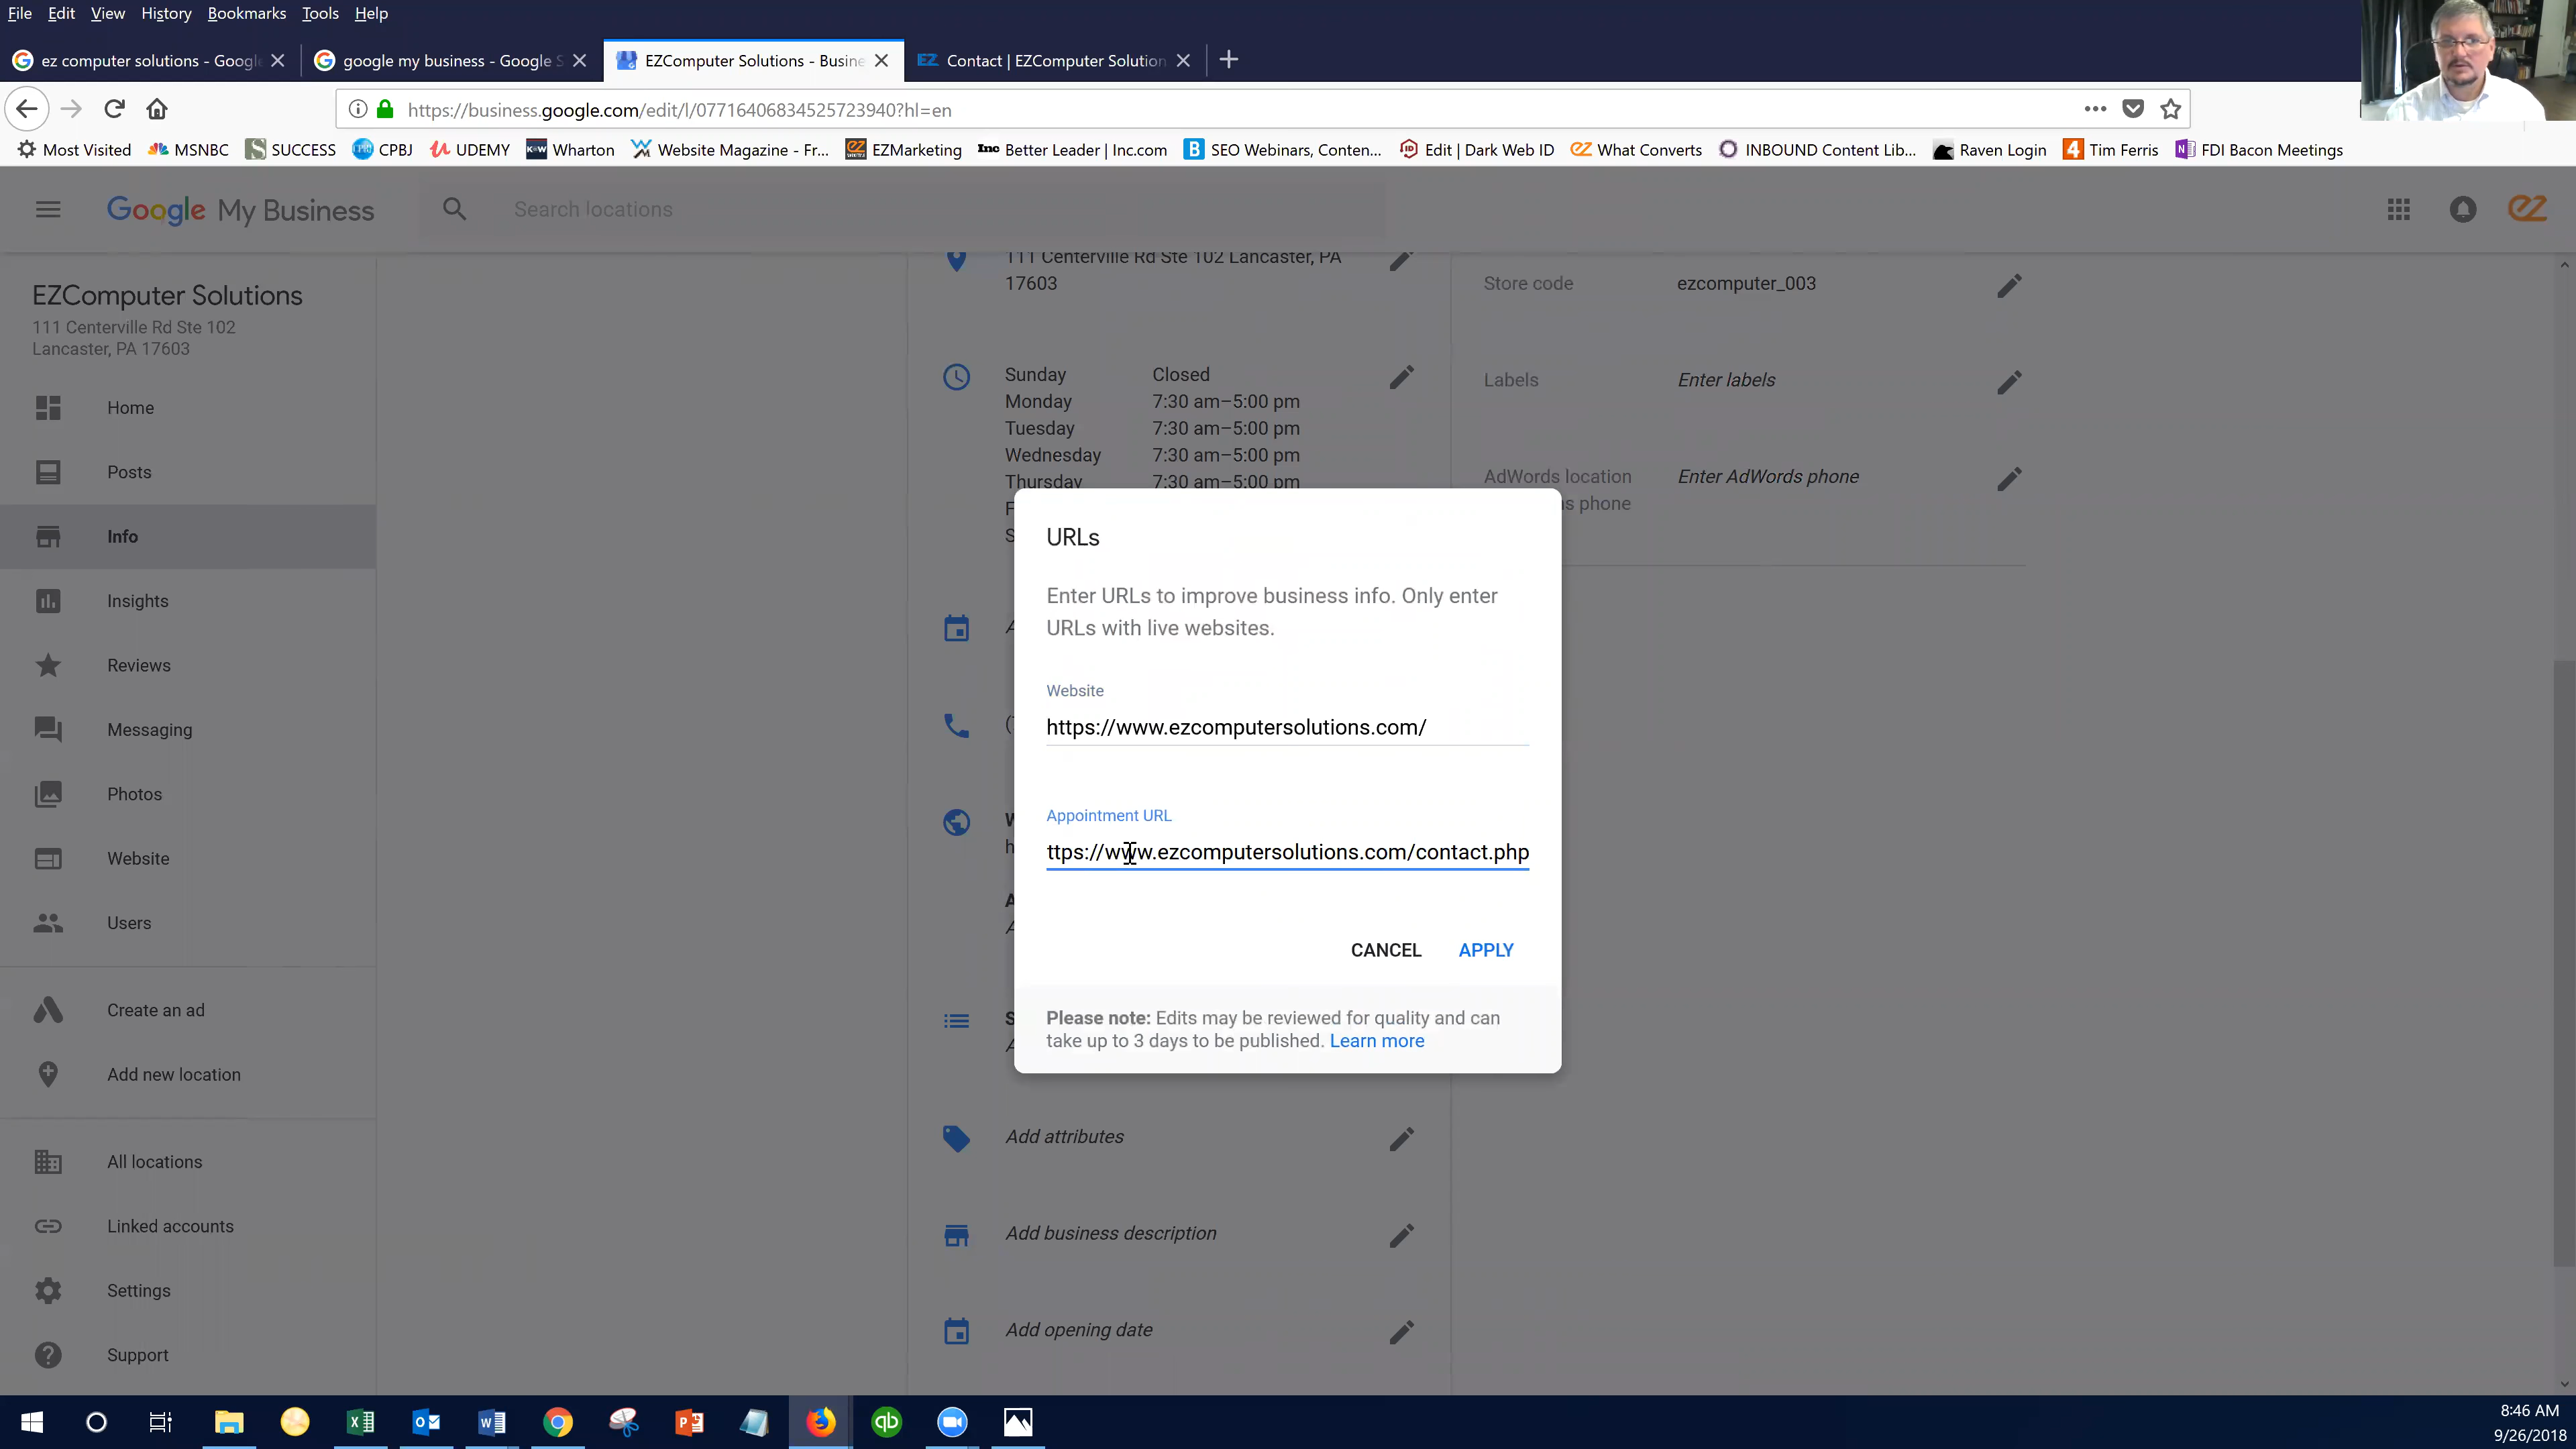 File Edit View History Bookmarks Tools Help
ez computer solutions - Googl
google my business - Google S
EZComputer Solutions - Busine
EZ Contact | EZComputer Solution
https://business.google.com/edit/l/07716406834525723940?hl=en
Most Visited MSNBC SUCCESS CPBJ UDEMY Wharton Website Magazine - Fr... EZMarketing Inc Better Leader | Inc.com SEO Webinars, Conten... Edit | Dark Web ID What Converts INBOUND Content Lib... Raven Login Tim Ferris FDI Bacon Meetings
Google My Business
Search locations
ez
EZComputer Solutions
111 Centerville Rd Ste 102
Lancaster, PA 17603
Home
Posts
Info
Insights
Reviews
Messaging
Photos
Website
Users
Create an ad
Add new location
All locations
Linked accounts
Settings
Support
111 Centerville Rd Ste 102 Lancaster, PA
17603
Sunday Closed
Monday 7:30 am–5:00 pm
Tuesday 7:30 am–5:00 pm
Wednesday 7:30 am–5:00 pm
Thursday 7:30 am–5:00 pm
Store code ezcomputer_003
Labels Enter labels
AdWords location Enter AdWords phone
s phone
URLs
Enter URLs to improve business info. Only enter
URLs with live websites.
Website
https://www.ezcomputersolutions.com/
Appointment URL
ttps://www.ezcomputersolutions.com/contact.php
CANCEL APPLY
Please note: Edits may be reviewed for quality and can
take up to 3 days to be published. Learn more
Add attributes
Add business description
Add opening date
8:46 AM
9/26/2018